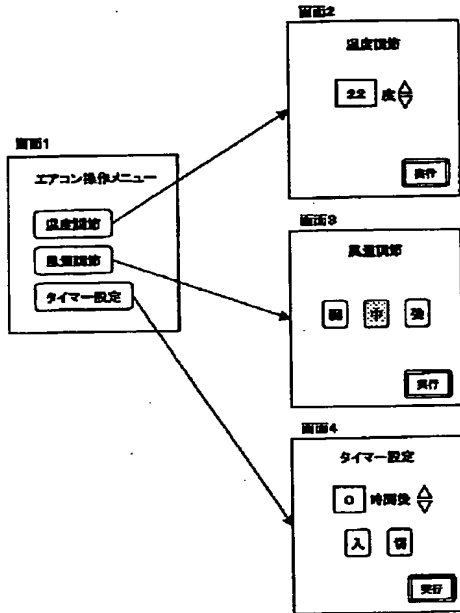 画面1
エアコン操作メニュー
温度調節
風量調節
タイマー設定
画面2
温度調節
22 度
実行
画面3
風量調節
弱 中 強
実行
画面4
タイマー設定
0 時間後
入 切
実行